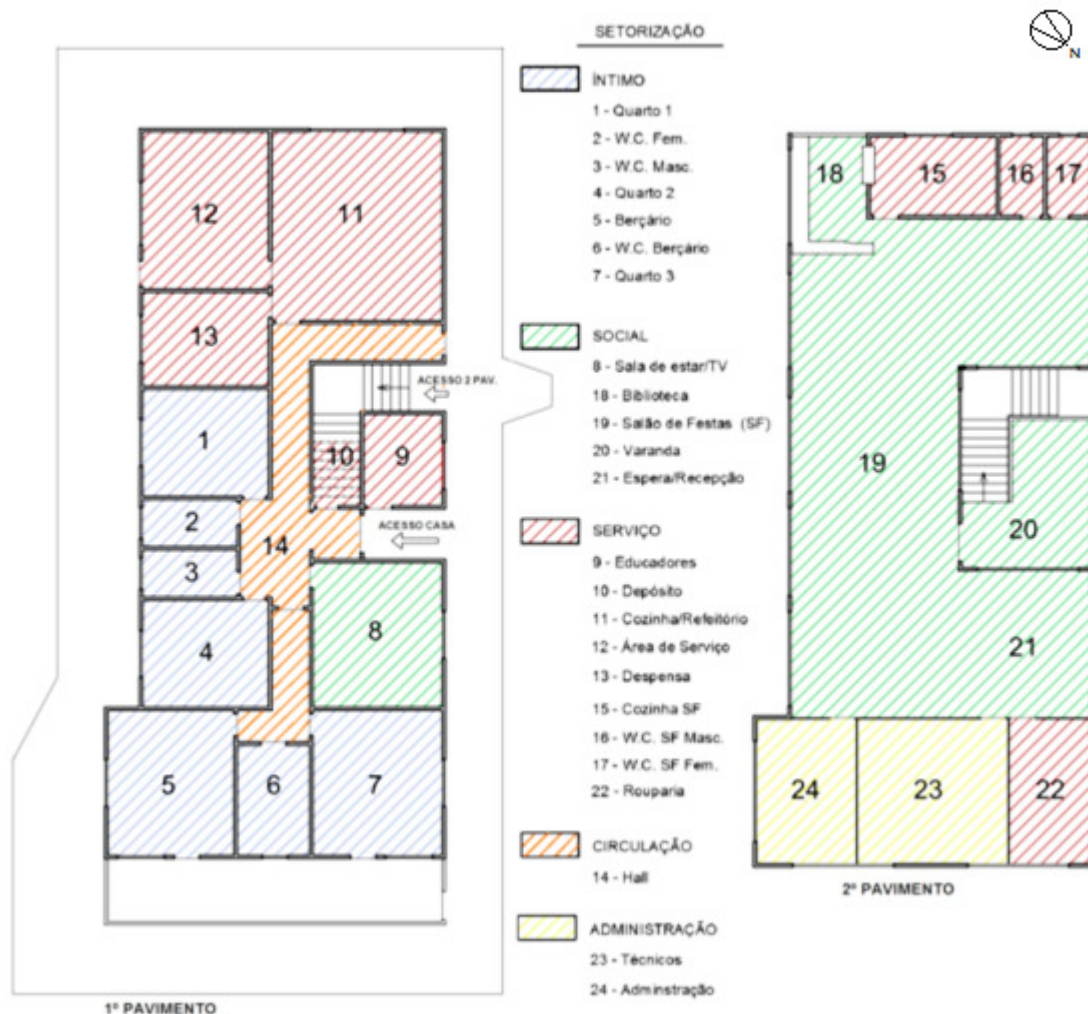 N
SETORIZAÇÃO
ÍNTIMO
1 - Quarto 1
2 - W.C. Fem.
3 - W.C. Masc.
4 - Quarto 2
5 - Berçário
6 - W.C. Berçário
7 - Quarto 3
SOCIAL
8 - Sala de estar/TV
18 - Biblioteca
19 - Salão de Festas (SF)
20 - Varanda
21 - Espera/Recepção
SERVIÇO
9 - Educadores
10 - Depósito
11 - Cozinha/Refeitório
12 - Área de Serviço
13 - Despensa
15 - Cozinha SF
16 - W.C. SF Masc.
17 - W.C. SF Fem.
22 - Rouparia
CIRCULAÇÃO
14 - Hall
ADMINISTRAÇÃO
23 - Técnicos
24 - Adminstração
12
11
13
ACESSO 2 PAV.
1
10
9
2
ACESSO CASA
14
3
4
8
5
6
7
1º PAVIMENTO
18
15
16
17
19
20
21
24
23
22
2º PAVIMENTO